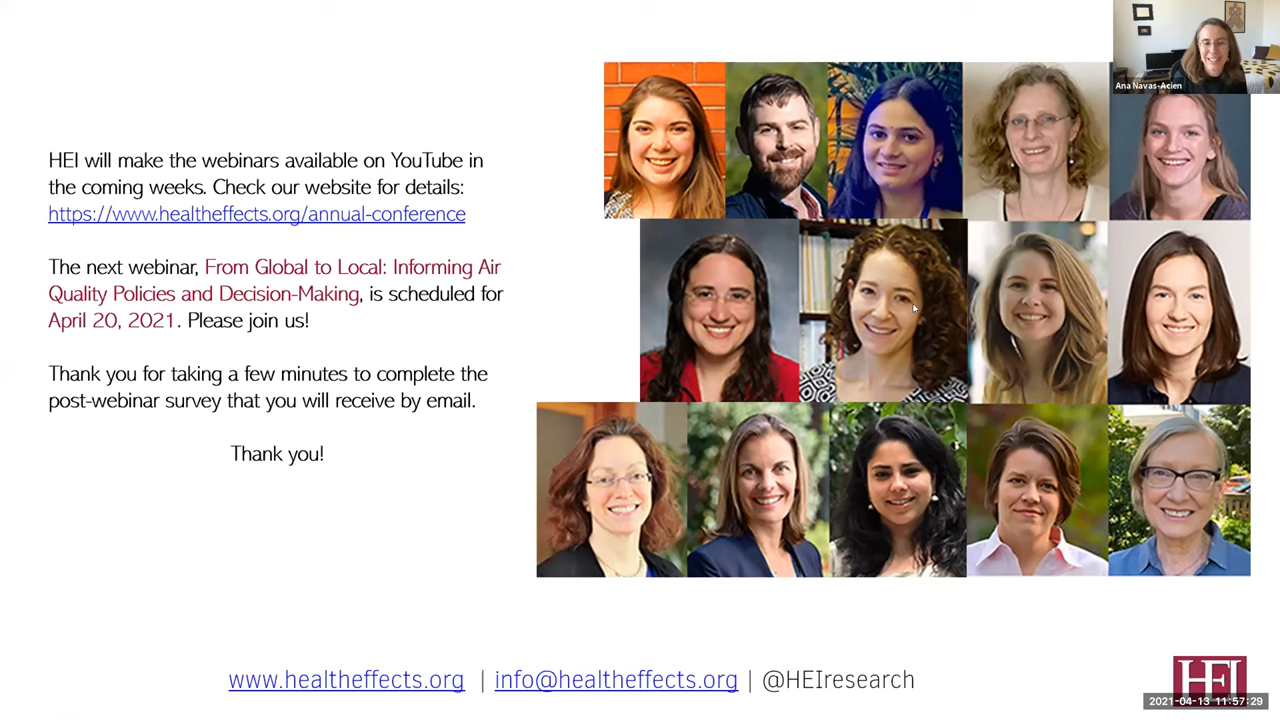 Ana Navas-Acien
HEI will make the webinars available on YouTube in
the coming weeks. Check our website for details:
https://www.healtheffects.org/annual-conference
The next webinar, From Global to Local: Informing Air
Quality Policies and Decision-Making, is scheduled for
April 20, 2021. Please join us!
Thank you for taking a few minutes to complete the
post-webinar survey that you will receive by email.
Thank you!
www.healtheffects.org | info@healtheffects.org | @HEIresearch
HEI
2021-04-13 11:57:29